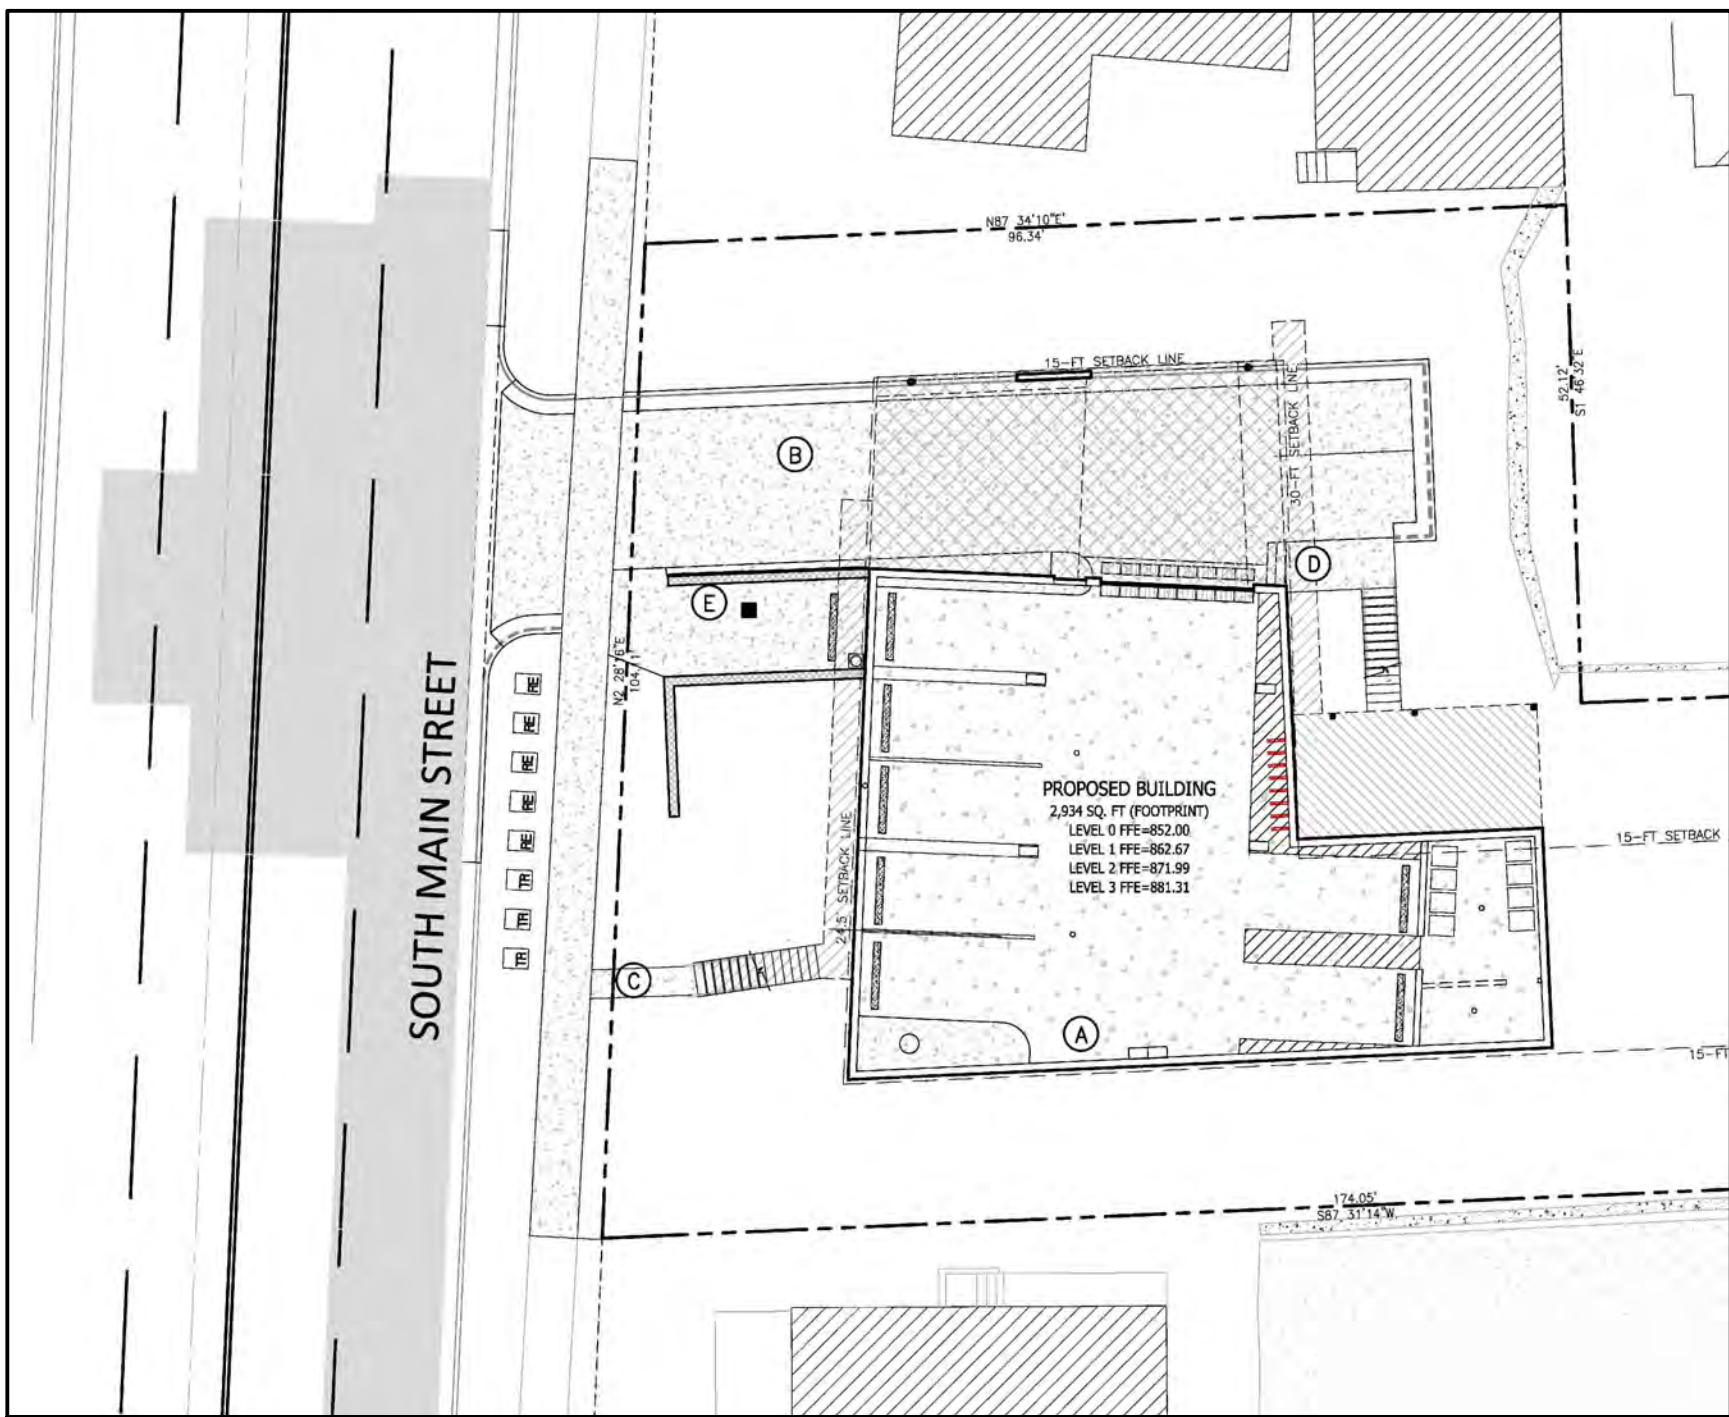 N87 34'10"E'
96.34'
15-FT SETBACK LINE
30-FT SETBACK LINE
52.12'
S1 46'32"E
B
D
E
N2 28'16"E
RE
RE
RE
RE
RE
TR
TR
TR
SOUTH MAIN STREET
PROPOSED BUILDING
2,934 SQ. FT (FOOTPRINT)
LEVEL 0 FFE=852.00
LEVEL 1 FFE=862.67
LEVEL 2 FFE=871.99
LEVEL 3 FFE=881.31
15-FT SETBACK
24.5' SETBACK LINE
C
A
15-FT
174.05'
S87 31'14"W